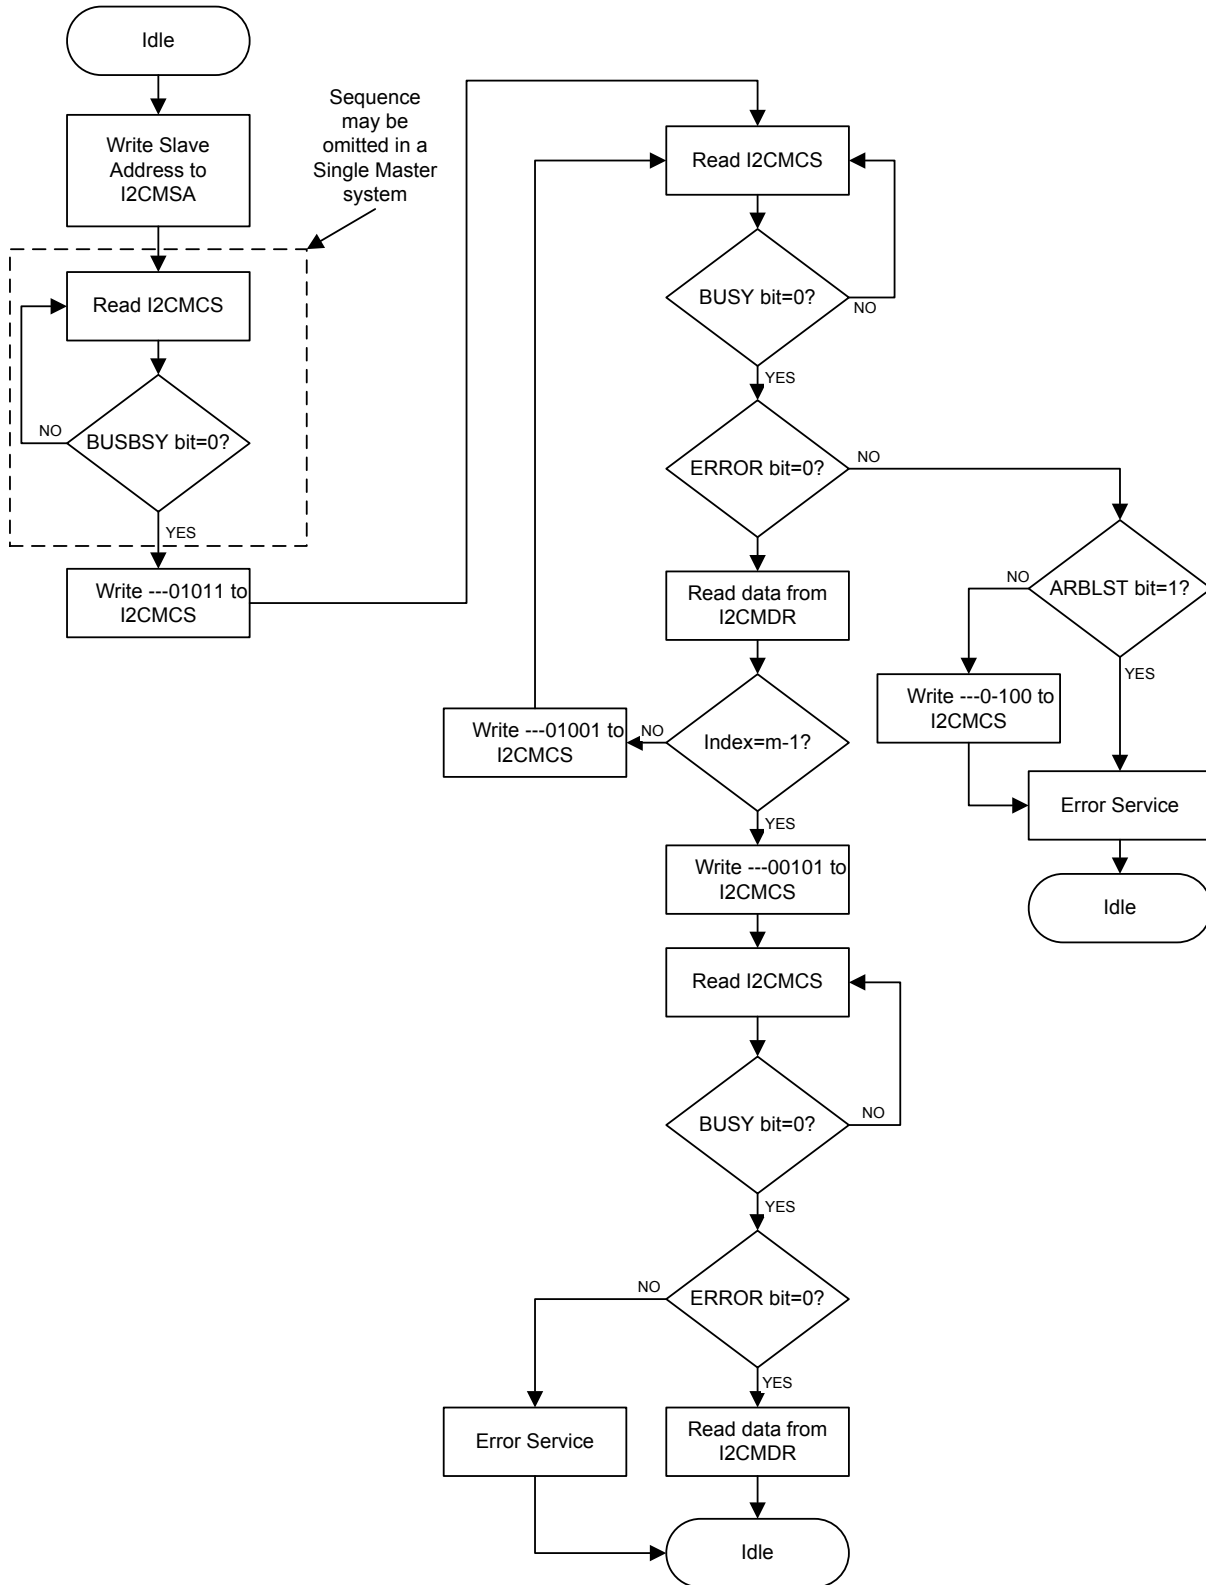 Idle
Write Slave
Address to
I2CMSA
Sequence
may be
omitted in a
Single Master
system
Read I2CMCS
BUSBSY bit=0?
NO
YES
Write ---01011 to
I2CMCS
Read I2CMCS
BUSY bit=0?
NO
YES
ERROR bit=0?
NO
YES
Read data from
I2CMDR
Index=m-1?
NO
Write ---01001 to
I2CMCS
YES
ARBLST bit=1?
NO
YES
Write ---0-100 to
I2CMCS
Error Service
Idle
Write ---00101 to
I2CMCS
Read I2CMCS
BUSY bit=0?
NO
YES
ERROR bit=0?
NO
YES
Error Service
Read data from
I2CMDR
Idle